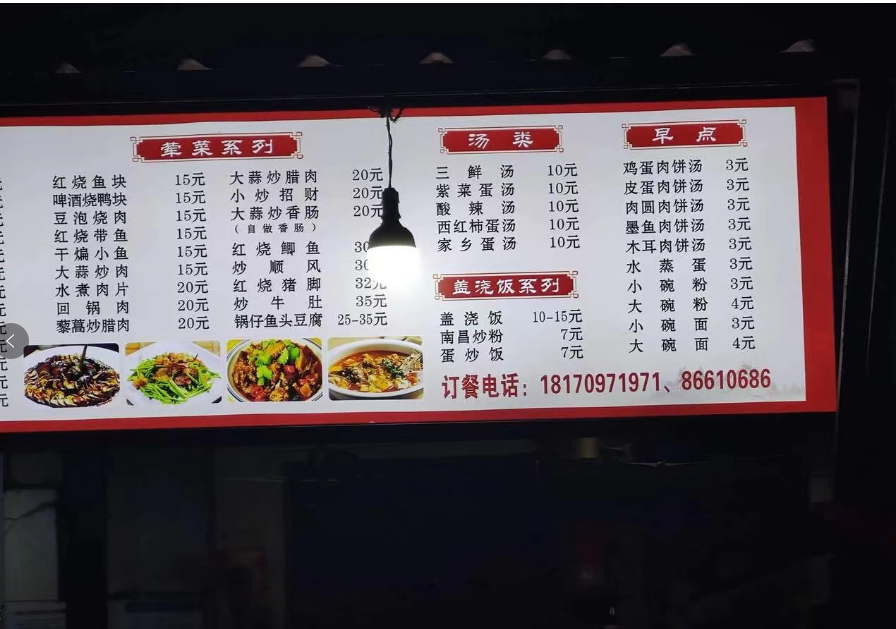 荤菜系列
红烧鱼块 15元
啤酒烧鸭块 15元
豆泡烧肉 15元
红烧带鱼 15元
干煸小鱼 15元
大蒜炒肉 15元
水煮肉片 20元
回锅肉 20元
藜蒿炒腊肉 20元
大蒜炒腊肉 20元
小炒招财 20元
大蒜炒香肠 20元
（自做香肠）
红烧鲫鱼
炒顺风
红烧猪脚 32元
炒牛肚 35元
锅仔鱼头豆腐 25-35元
汤类
三鲜汤 10元
紫菜蛋汤 10元
酸辣汤 10元
西红柿蛋汤 10元
家乡蛋汤 10元
盖浇饭系列
盖浇饭 10-15元
南昌炒粉 7元
蛋炒饭 7元
早点
鸡蛋肉饼汤 3元
皮蛋肉饼汤 3元
肉圆肉饼汤 3元
墨鱼肉饼汤 3元
木耳肉饼汤 3元
水蒸蛋 3元
小碗粉 3元
大碗粉 4元
小碗面 3元
大碗面 4元
订餐电话：18170971971、86610686